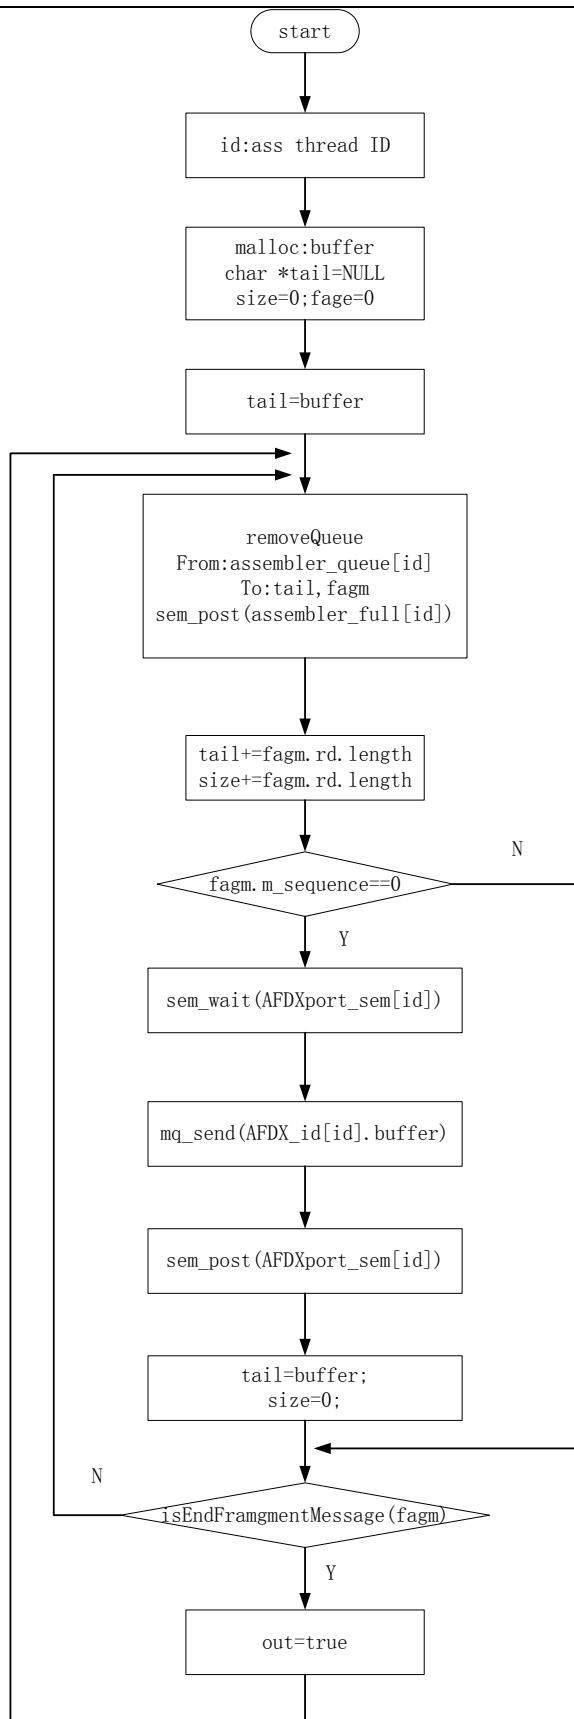 start
id:ass thread ID
malloc:buffer
char *tail=NULL
size=0;fage=0
tail=buffer
removeQueue
From:assembler_queue[id]
To:tail,fagm
sem_post(assembler_full[id])
tail+=fagm.rd.length
size+=fagm.rd.length
N
fagm.m_sequence==0
Y
sem_wait(AFDXport_sem[id])
mq_send(AFDX_id[id].buffer)
sem_post(AFDXport_sem[id])
tail=buffer;
size=0;
N
isEndFramgmentMessage(fagm)
Y
out=true